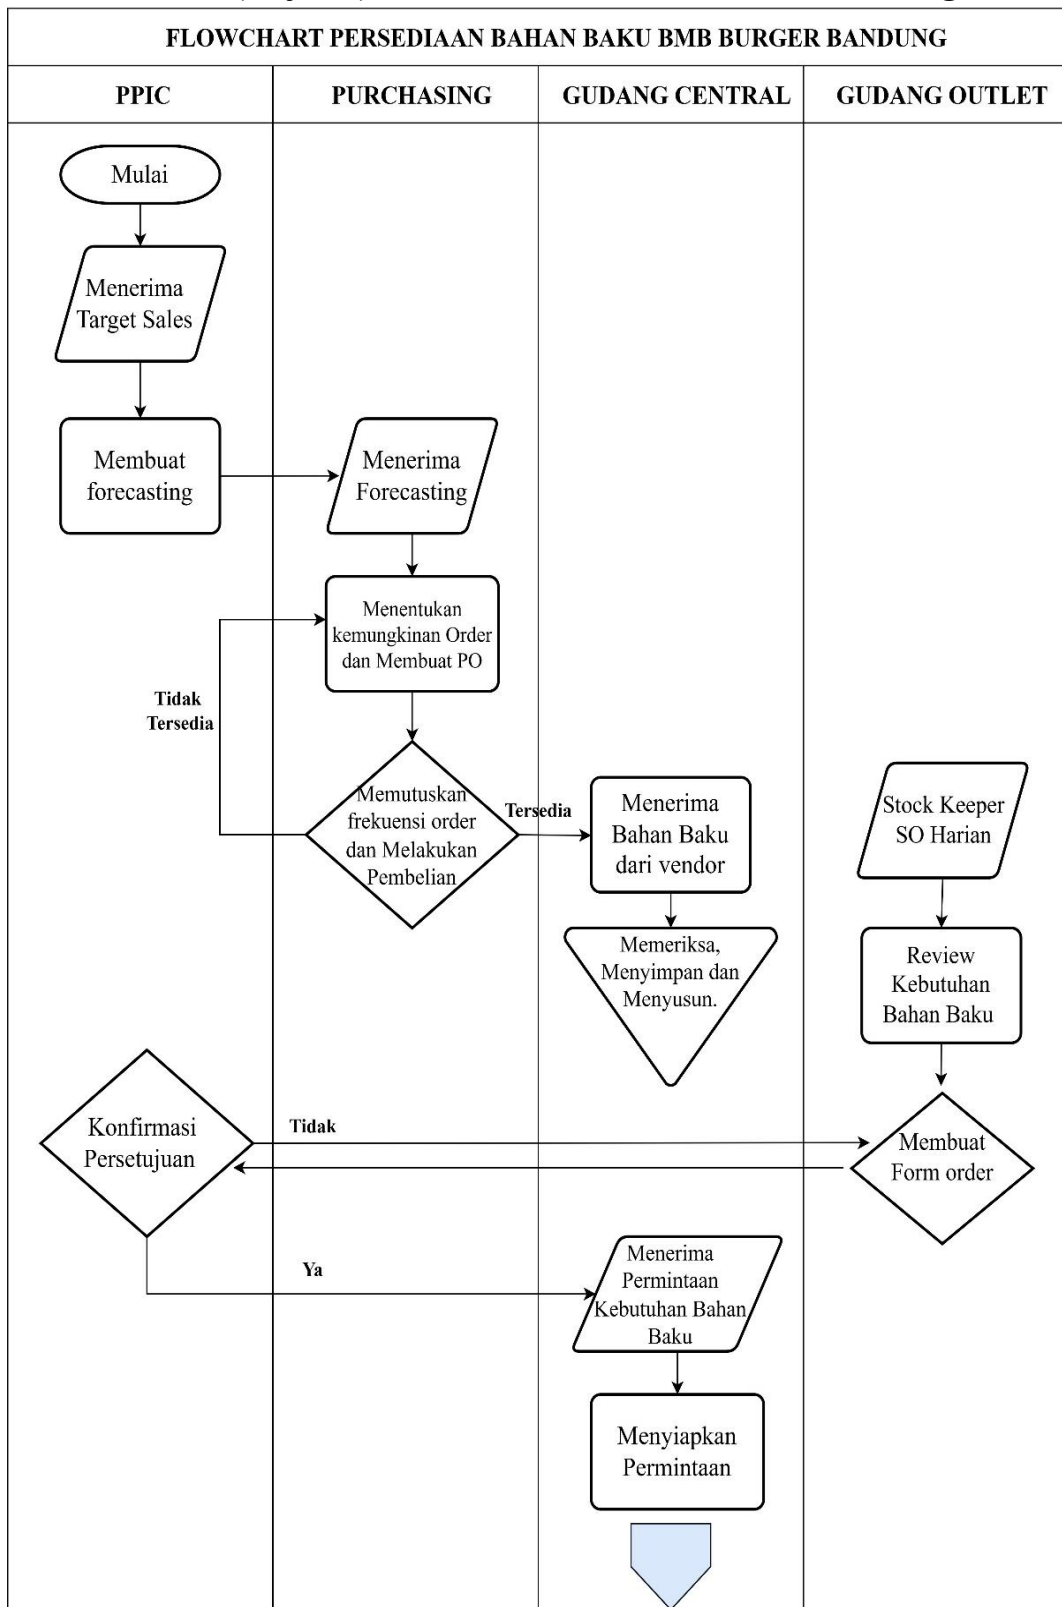 FLOWCHART PERSEDIAAN BAHAN BAKU BMB BURGER BANDUNG
PPIC
PURCHASING
GUDANG CENTRAL
GUDANG OUTLET
Mulai
Menerima
Target Sales
Membuat
forecasting
Menerima
Forecasting
Menentukan
kemungkinan Order
dan Membuat PO
Tidak
Tersedia
Memutuskan
frekuensi order
dan Melakukan
Pembelian
Tersedia
Menerima
Bahan Baku
dari vendor
Stock Keeper
SO Harian
Memeriksa,
Menyimpan dan
Menyusun.
Review
Kebutuhan
Bahan Baku
Konfirmasi
Persetujuan
Tidak
Membuat
Form order
Ya
Menerima
Permintaan
Kebutuhan Bahan
Baku
Menyiapkan
Permintaan